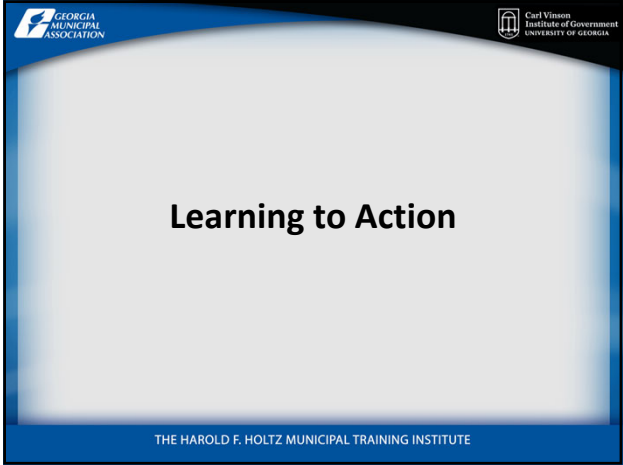 GEORGIA
MUNICIPAL
ASSOCIATION
Carl Vinson
Institute of Government
UNIVERSITY OF GEORGIA
Learning to Action
THE HAROLD F. HOLTZ MUNICIPAL TRAINING INSTITUTE